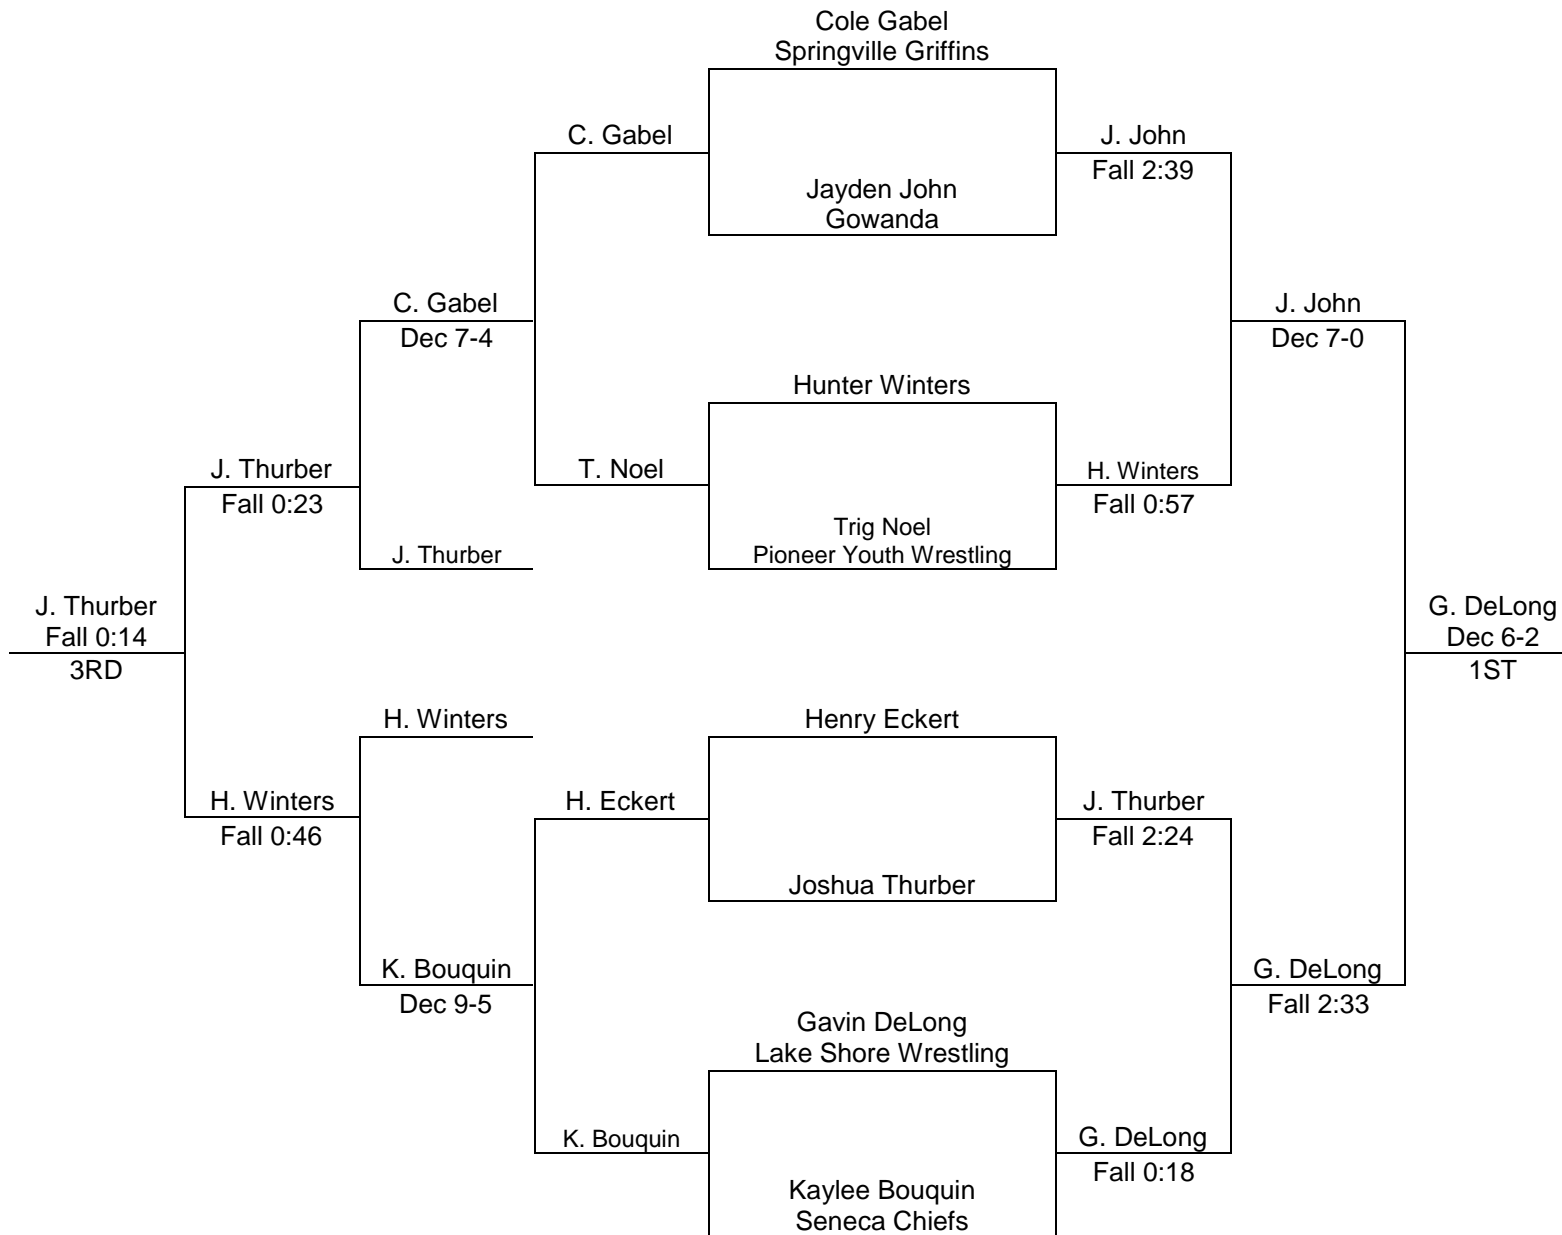 Cole Gabel
Springville Griffins
C. Gabel
J. John
Fall 2:39
Jayden John
Gowanda
C. Gabel
Dec 7-4
J. John
Dec 7-0
Hunter Winters
J. Thurber
Fall 0:23
T. Noel
H. Winters
Fall 0:57
Trig Noel
Pioneer Youth Wrestling
J. Thurber
J. Thurber
Fall 0:14
3RD
G. DeLong
Dec 6-2
1ST
H. Winters
Henry Eckert
H. Winters
Fall 0:46
H. Eckert
J. Thurber
Fall 2:24
Joshua Thurber
K. Bouquin
Dec 9-5
G. DeLong
Fall 2:33
Gavin DeLong
Lake Shore Wrestling
K. Bouquin
G. DeLong
Fall 0:18
Kaylee Bouquin
Seneca Chiefs